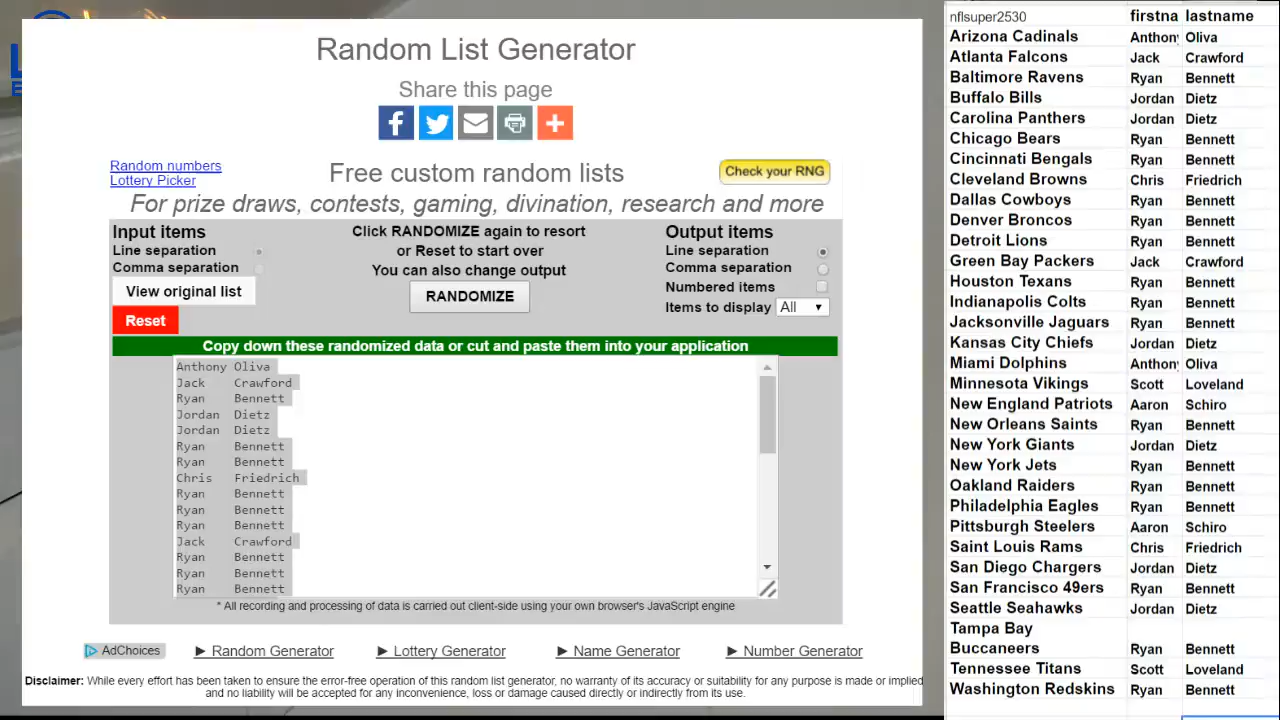 Random List Generator
Share this page
Random numbers
Lottery Picker
Free custom random lists
Check your RNG
For prize draws, contests, gaming, divination, research and more
Input items
Line separation
Comma separation
View original list
Reset
Click RANDOMIZE again to resort
or Reset to start over
You can also change output
RANDOMIZE
Output items
Line separation
Comma separation
Numbered items
Items to display All
Copy down these randomized data or cut and paste them into your application
Anthony Oliva
Jack Crawford
Ryan Bennett
Jordan Dietz
Jordan Dietz
Ryan Bennett
Ryan Bennett
Chris Friedrich
Ryan Bennett
Ryan Bennett
Ryan Bennett
Jack Crawford
Ryan Bennett
Ryan Bennett
Ryan Bennett
* All recording and processing of data is carried out client-side using your own browser's JavaScript engine
AdChoices
► Random Generator
► Lottery Generator
► Name Generator
► Number Generator
Disclaimer: While every effort has been taken to ensure the error-free operation of this random list generator, no warranty of its accuracy or suitability for any purpose is made or implied
and no liability will be accepted for any inconvenience, loss or damage caused directly or indirectly from its use.
nflsuper2530 firstna lastname
Arizona Cadinals Anthony Oliva
Atlanta Falcons Jack Crawford
Baltimore Ravens Ryan Bennett
Buffalo Bills Jordan Dietz
Carolina Panthers Jordan Dietz
Chicago Bears Ryan Bennett
Cincinnati Bengals Ryan Bennett
Cleveland Browns Chris Friedrich
Dallas Cowboys Ryan Bennett
Denver Broncos Ryan Bennett
Detroit Lions Ryan Bennett
Green Bay Packers Jack Crawford
Houston Texans Ryan Bennett
Indianapolis Colts Ryan Bennett
Jacksonville Jaguars Ryan Bennett
Kansas City Chiefs Jordan Dietz
Miami Dolphins Anthony Oliva
Minnesota Vikings Scott Loveland
New England Patriots Aaron Schiro
New Orleans Saints Ryan Bennett
New York Giants Jordan Dietz
New York Jets Ryan Bennett
Oakland Raiders Ryan Bennett
Philadelphia Eagles Ryan Bennett
Pittsburgh Steelers Aaron Schiro
Saint Louis Rams Chris Friedrich
San Diego Chargers Jordan Dietz
San Francisco 49ers Ryan Bennett
Seattle Seahawks Jordan Dietz
Tampa Bay
Buccaneers Ryan Bennett
Tennessee Titans Scott Loveland
Washington Redskins Ryan Bennett